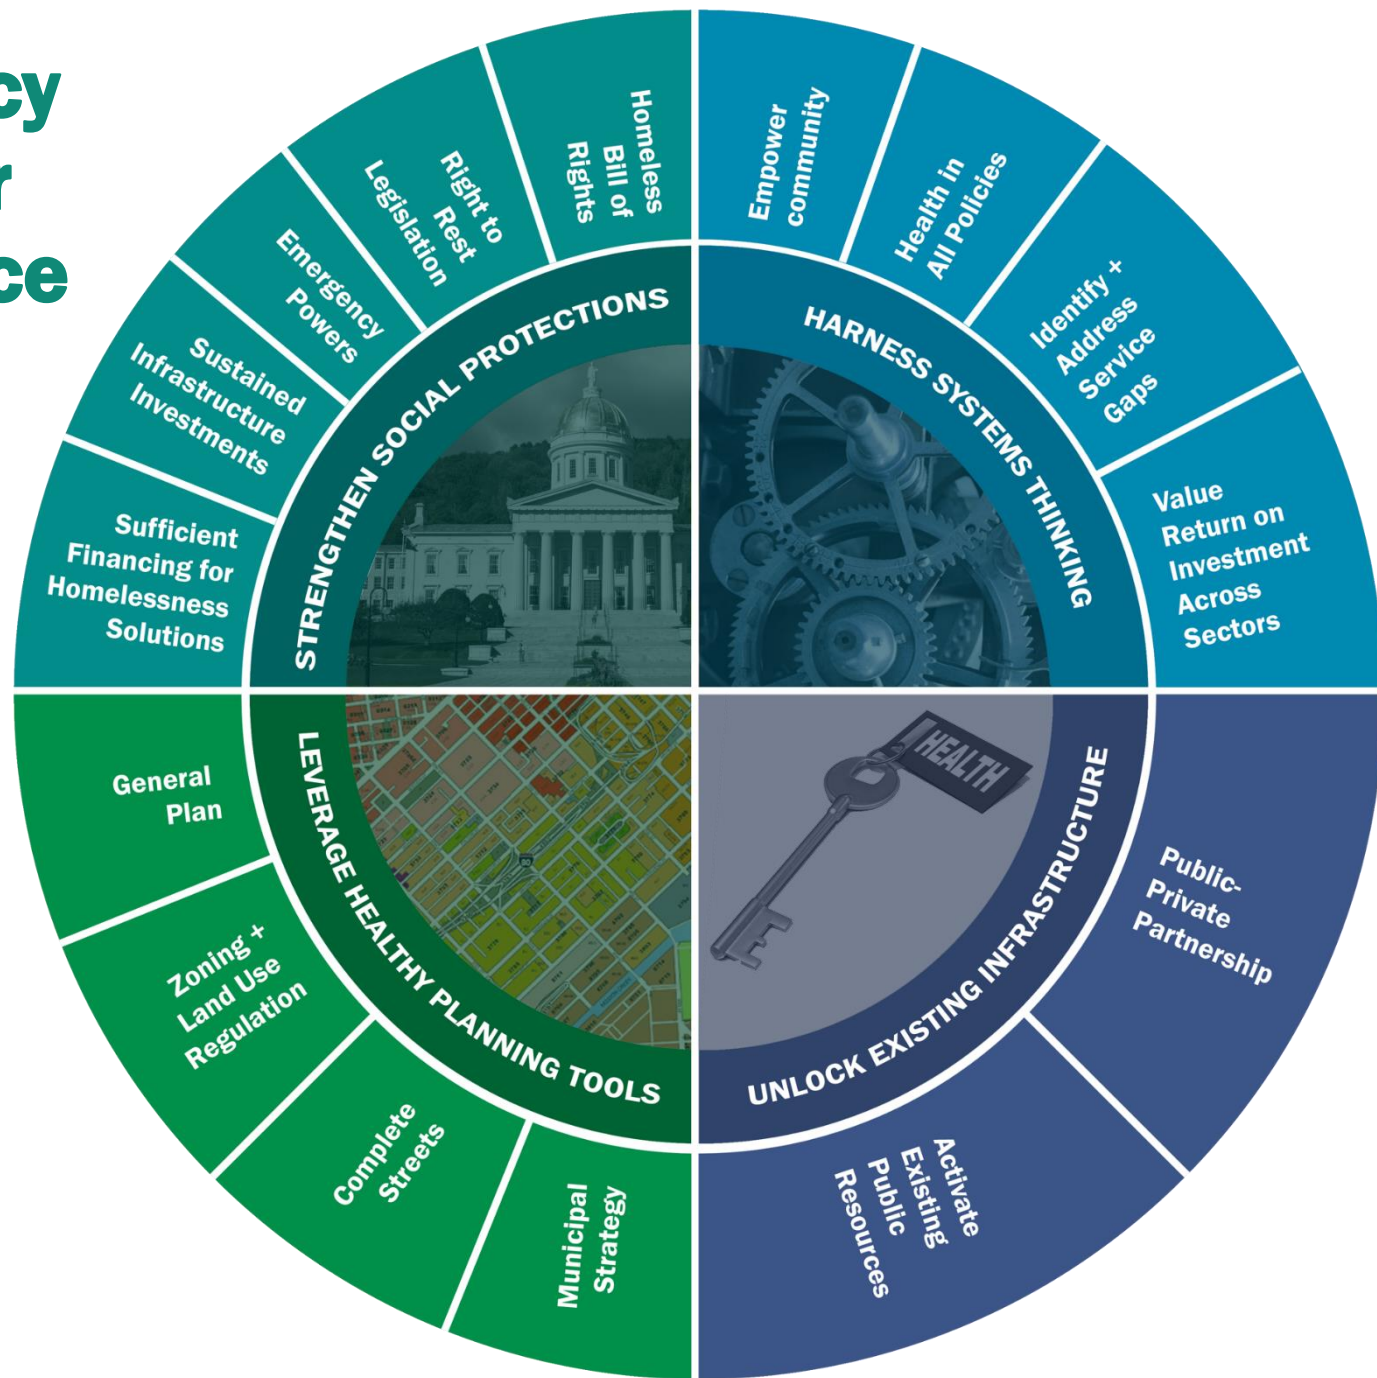 cy
r
ce
Homeless
Bill of
Rights
Right to
Rest
Legislation
Emergency
Powers
Sustained
Infrastructure
Investments
Sufficient
Financing for
Homelessness
Solutions
STRENGTHEN SOCIAL PROTECTIONS
Empower
community
Health in
All Policies
Identify +
Address
Service
Gaps
Value
Return on
Investment
Across
Sectors
HARNESS SYSTEMS THINKING
General
Plan
Zoning +
Land Use
Regulation
Complete
Streets
Municipal
Strategy
LEVERAGE HEALTHY PLANNING TOOLS
80
HEALTH
UNLOCK EXISTING INFRASTRUCTURE
Public-
Private
Partnership
Activate
Existing
Public
Resources